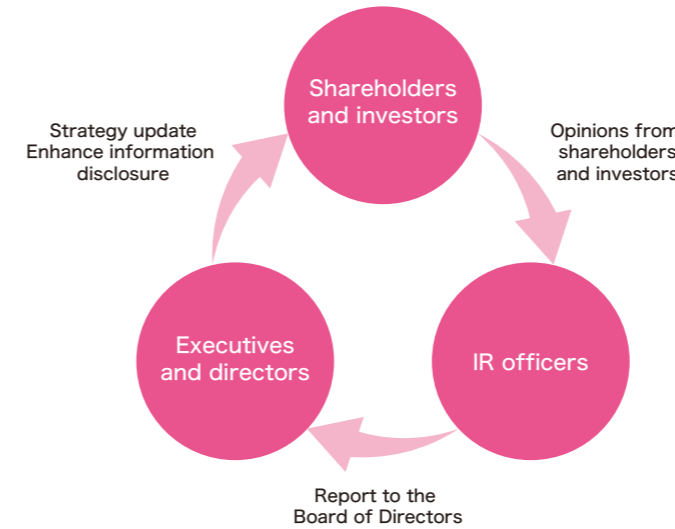 Shareholders
and investors
Strategy update
Enhance information
disclosure
Opinions from
shareholders
and investors
Executives
and directors
IR officers
Report to the
Board of Directors